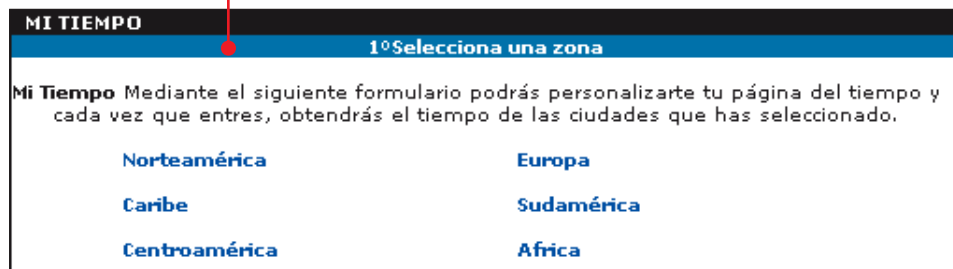 MI TIEMPO
1ºSelecciona una zona
Mi Tiempo Mediante el siguiente formulario podrás personalizarte tu página del tiempo y
cada vez que entres, obtendrás el tiempo de las ciudades que has seleccionado.
Norteamérica Europa
Caribe Sudamérica
Centroamérica Africa